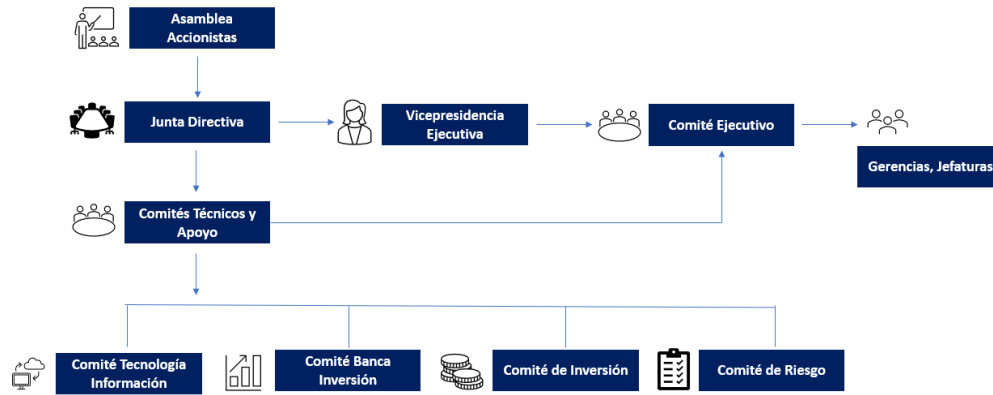 Asamblea
Accionistas
Junta Directiva
Vicepresidencia
Ejecutiva
Comité Ejecutivo
Gerencias, Jefaturas
Comités Técnicos y
Apoyo
Comité Tecnología
Información
Comité Banca
Inversión
Comité de Inversión
Comité de Riesgo